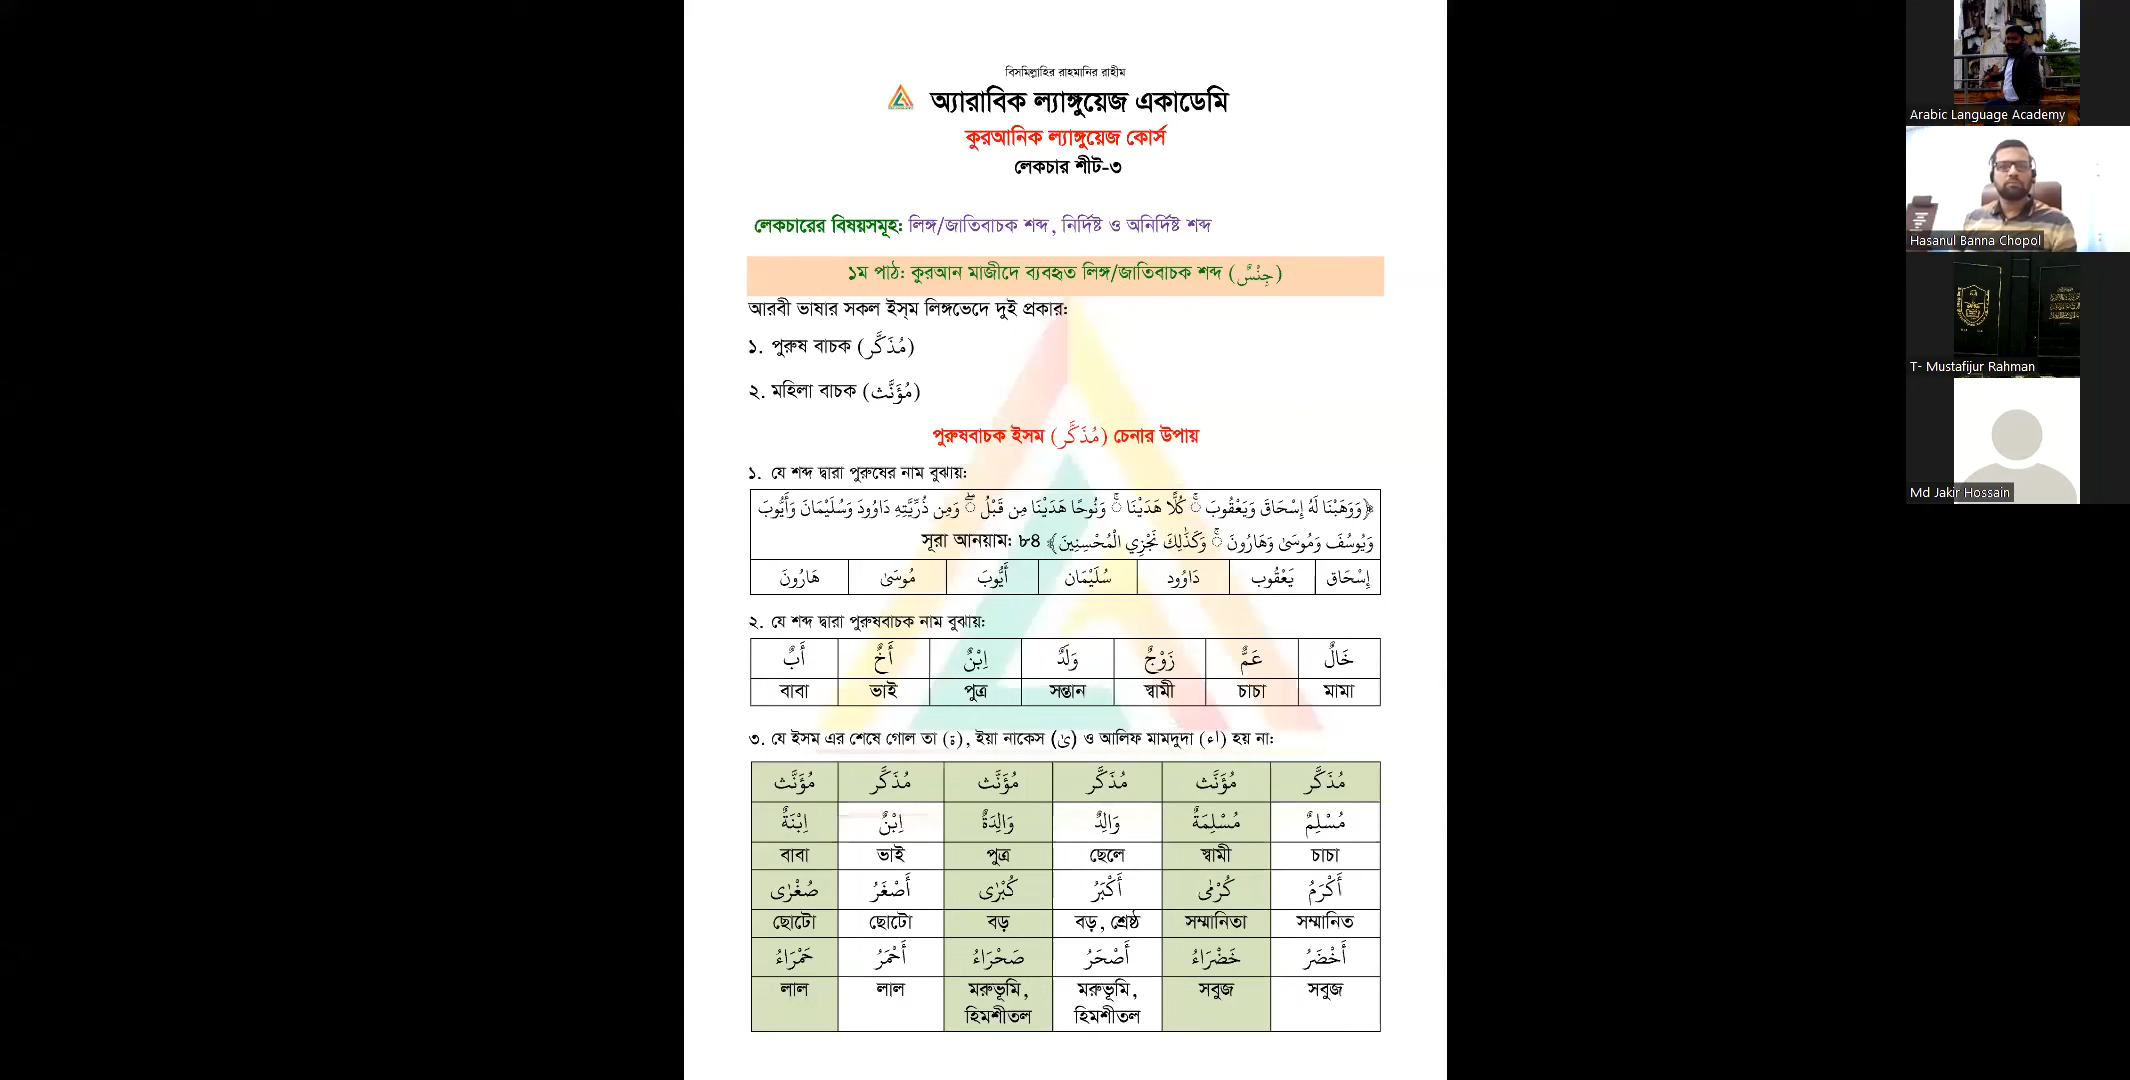 বিসমিল্লাহির রাহমানির রাহীম
অ্যারাবিক ল্যাঙ্গুয়েজ একাডেমি
কুরআনিক ল্যাঙ্গুয়েজ কোর্স
লেকচার শীট-৩
লেকচারের বিষয়সমূহ: লিঙ্গ/জাতিবাচক শব্দ, নির্দিষ্ট ও অনির্দিষ্ট শব্দ
১ম পাঠ: কুরআন মাজীদে ব্যবহৃত লিঙ্গ/জাতিবাচক শব্দ (جِنْسٌ)
আরবী ভাষার সকল ইস্‌ম লিঙ্গভেদে দুই প্রকার:
১. পুরুষ বাচক (مُذَكَّر)
২. মহিলা বাচক (مُؤَنَّث)
পুরুষবাচক ইসম (مُذَكَّر) চেনার উপায়
১. যে শব্দ দ্বারা পুরুষের নাম বুঝায়:
﴿وَوَهَبْنَا لَهُ إِسْحَاقَ وَيَعْقُوبَ ۚ كُلًّا هَدَيْنَا ۚ وَنُوحًا هَدَيْنَا مِن قَبْلُ ۖ وَمِن ذُرِّيَّتِهِ دَاوُودَ وَسُلَيْمَانَ وَأَيُّوبَ
وَيُوسُفَ وَمُوسَىٰ وَهَارُونَ ۚ وَكَذَٰلِكَ نَجْزِي الْمُحْسِنِينَ﴾ সূরা আনয়াম: ৮৪
إِسْحَاق يَعْقُوب دَاوُود سُلَيْمَان أَيُّوبَ مُوسَىٰ هَارُونَ
২. যে শব্দ দ্বারা পুরুষবাচক নাম বুঝায়:
خَالٌ عَمٌّ زَوْجٌ وَلَدٌ اِبْنٌ أَخٌ أَبٌ
বাবা ভাই পুত্র সন্তান স্বামী চাচা মামা
৩. যে ইসম এর শেষে গোল তা (ة), ইয়া নাকেস (ىٰ) ও আলিফ মামদুদা (اء) হয় না:
مُذَكَّر مُؤَنَّث مُذَكَّر مُؤَنَّث مُذَكَّر مُؤَنَّث
مُسْلِمٌ مُسْلِمَةٌ وَالِدٌ وَالِدَةٌ اِبْنٌ اِبْنَةٌ
বাবা ভাই পুত্র ছেলে স্বামী চাচা
أَكْرَمُ كُرْمٰى أَكْبَرُ كُبْرٰى أَصْغَرُ صُغْرٰى
ছোটো ছোটো বড় বড়, শ্রেষ্ঠ সম্মানিতা সম্মানিত
أَخْضَرُ خَضْرَاءُ أَصْحَرُ صَحْرَاءُ أَحْمَرُ حَمْرَاءُ
লাল লাল মরুভূমি, মরুভূমি, সবুজ সবুজ
হিমশীতল হিমশীতল
Arabic Language Academy
Hasanul Banna Chopol
T- Mustafijur Rahman
Md Jakir Hossain